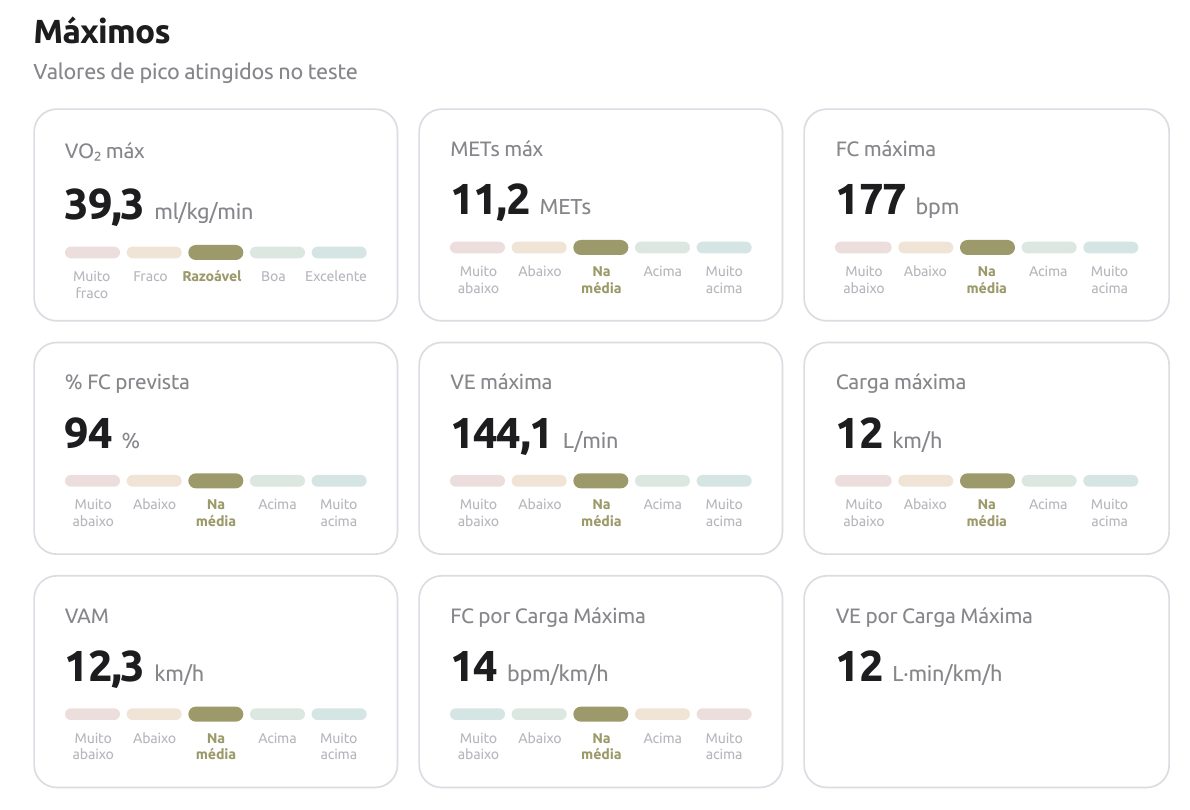 Máximos
Valores de pico atingidos no teste
VO₂ máx
39,3 ml/kg/min
Muito fraco
Fraco
Razoável
Boa
Excelente
METs máx
11,2 METs
Muito abaixo
Abaixo
Na média
Acima
Muito acima
FC máxima
177 bpm
Muito abaixo
Abaixo
Na média
Acima
Muito acima
% FC prevista
94 %
Muito abaixo
Abaixo
Na média
Acima
Muito acima
VE máxima
144,1 L/min
Muito abaixo
Abaixo
Na média
Acima
Muito acima
Carga máxima
12 km/h
Muito abaixo
Abaixo
Na média
Acima
Muito acima
VAM
12,3 km/h
Muito abaixo
Abaixo
Na média
Acima
Muito acima
FC por Carga Máxima
14 bpm/km/h
Muito abaixo
Abaixo
Na média
Acima
Muito acima
VE por Carga Máxima
12 L·min/km/h